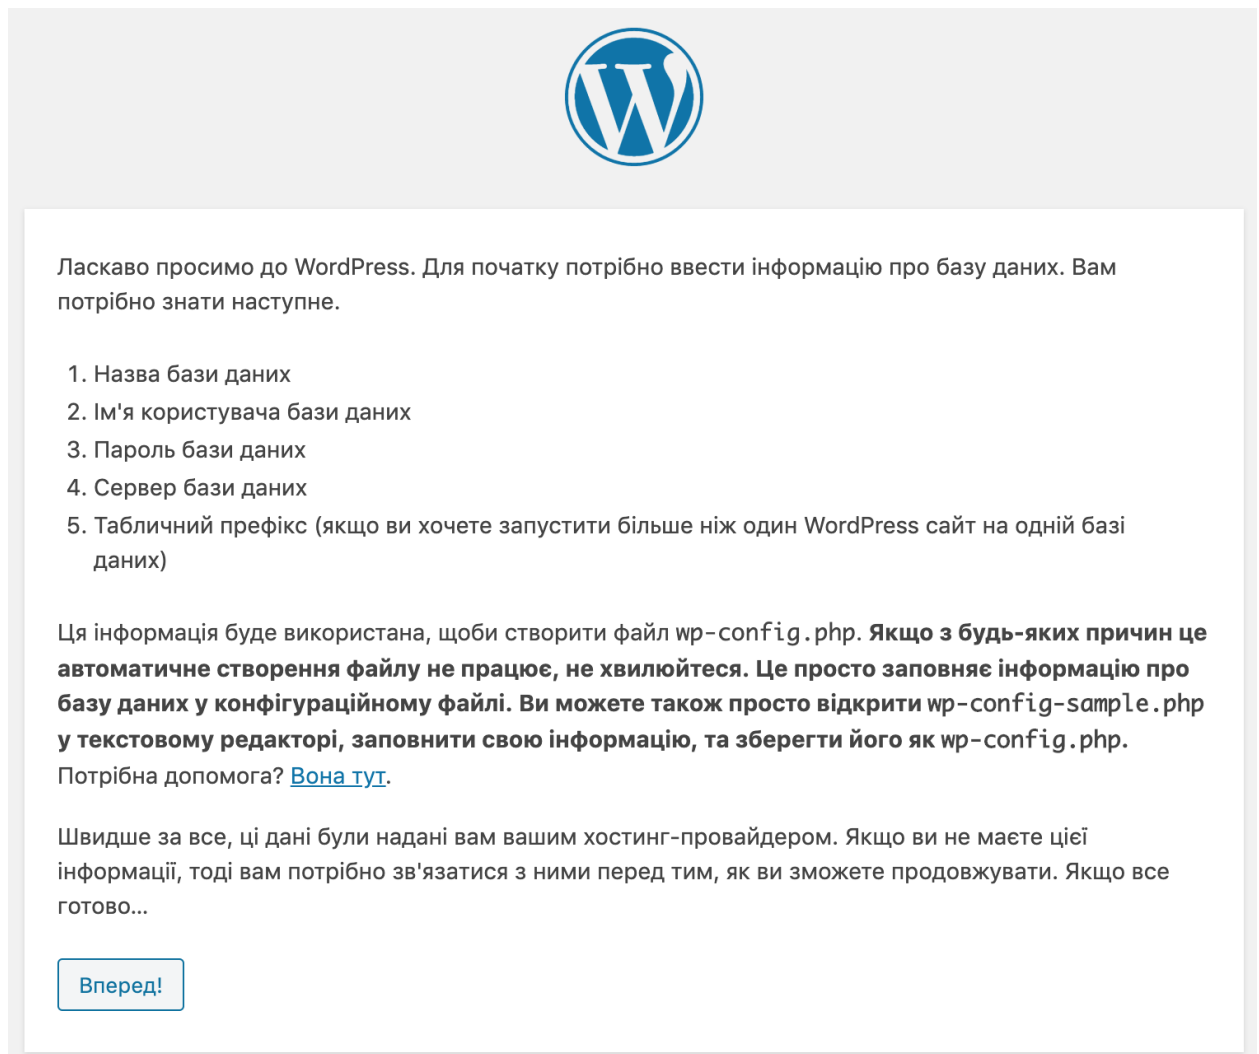 Ласкаво просимо до WordPress. Для початку потрібно ввести інформацію про базу даних. Вам
потрібно знати наступне.
1. Назва бази даних
2. Ім'я користувача бази даних
3. Пароль бази даних
4. Сервер бази даних
5. Табличний префікс (якщо ви хочете запустити більше ніж один WordPress сайт на одній базі
даних)
Ця інформація буде використана, щоби створити файл wp-config.php. Якщо з будь-яких причин це
автоматичне створення файлу не працює, не хвилюйтеся. Це просто заповняє інформацію про
базу даних у конфігураційному файлі. Ви можете також просто відкрити wp-config-sample.php
у текстовому редакторі, заповнити свою інформацію, та зберегти його як wp-config.php.
Потрібна допомога? Вона тут.
Швидше за все, ці дані були надані вам вашим хостинг-провайдером. Якщо ви не маєте цієї
інформації, тоді вам потрібно зв'язатися з ними перед тим, як ви зможете продовжувати. Якщо все
готово...
Вперед!